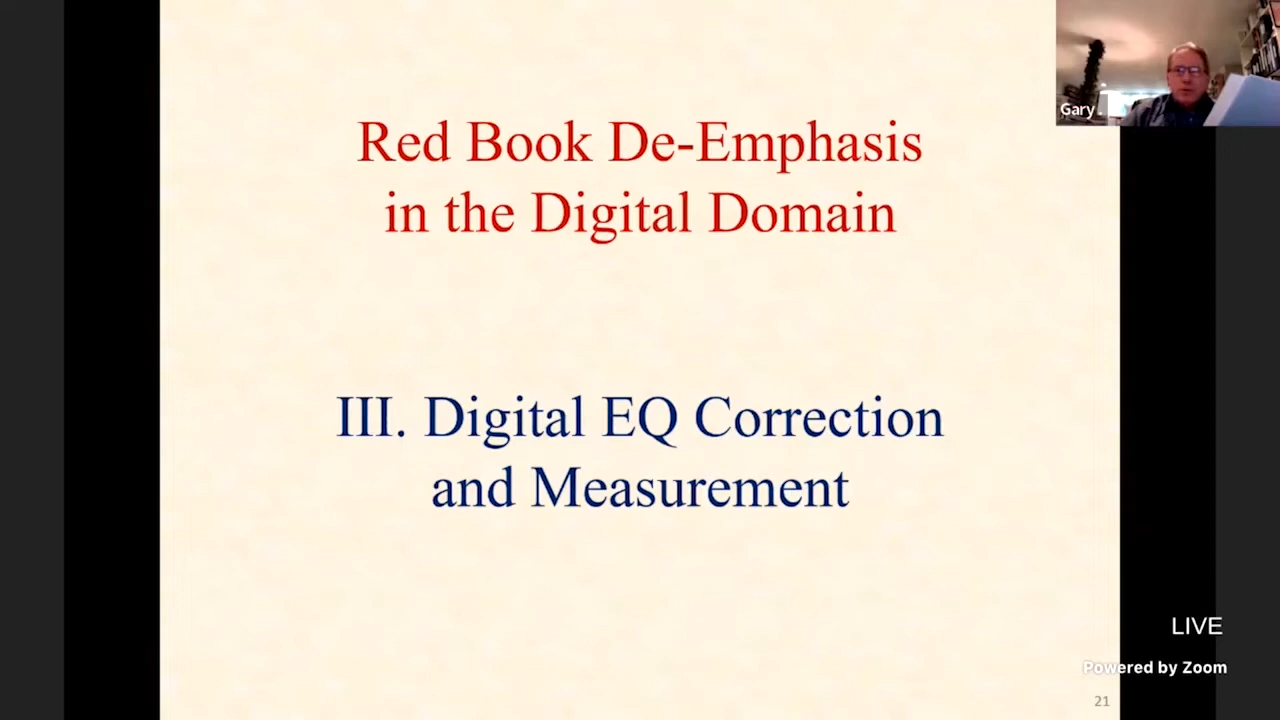 Red Book De-Emphasis
in the Digital Domain
Gary
III. Digital EQ Correction
and Measurement
LIVE
Powered by Zoom
21